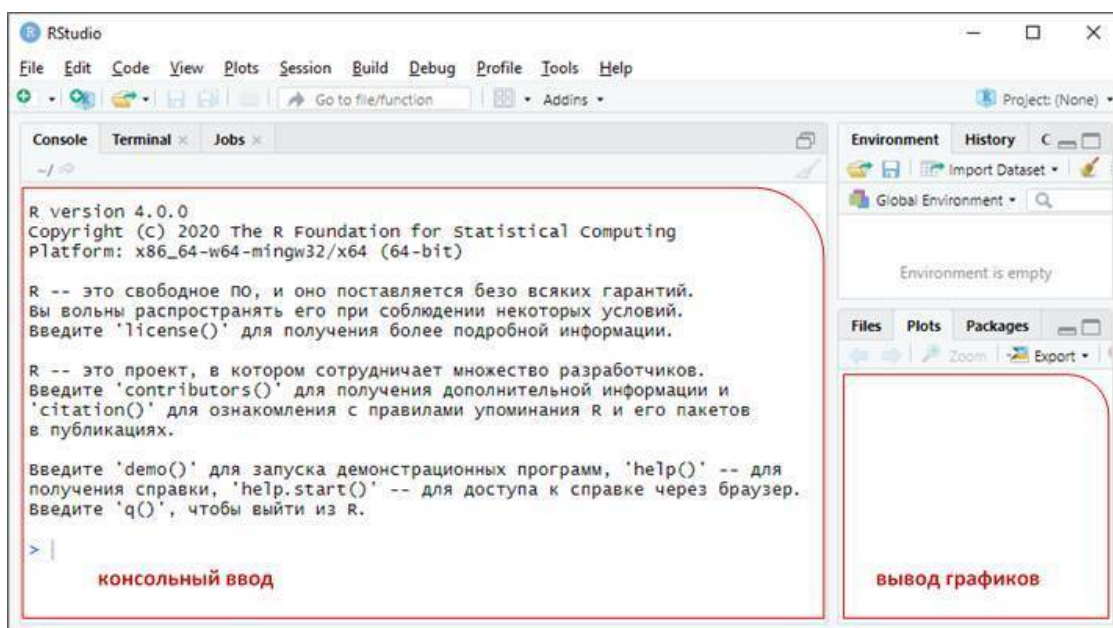 RStudio
File Edit Code View Plots Session Build Debug Profile Tools Help
Go to file/function Addins Project: (None)
Console Terminal Jobs
~/
R version 4.0.0
Copyright (C) 2020 The R Foundation for Statistical Computing
Platform: x86_64-w64-mingw32/x64 (64-bit)
R -- это свободное ПО, и оно поставляется безо всяких гарантий.
Вы вольны распространять его при соблюдении некоторых условий.
Введите 'license()' для получения более подробной информации.
R -- это проект, в котором сотрудничает множество разработчиков.
Введите 'contributors()' для получения дополнительной информации и
'citation()' для ознакомления с правилами упоминания R и его пакетов
в публикациях.
Введите 'demo()' для запуска демонстрационных программ, 'help()' -- для
получения справки, 'help.start()' -- для доступа к справке через браузер.
Введите 'q()', чтобы выйти из R.
>
консольный ввод
Environment History C
Import Dataset
Global Environment
Environment is empty
Files Plots Packages
Zoom Export
вывод графиков